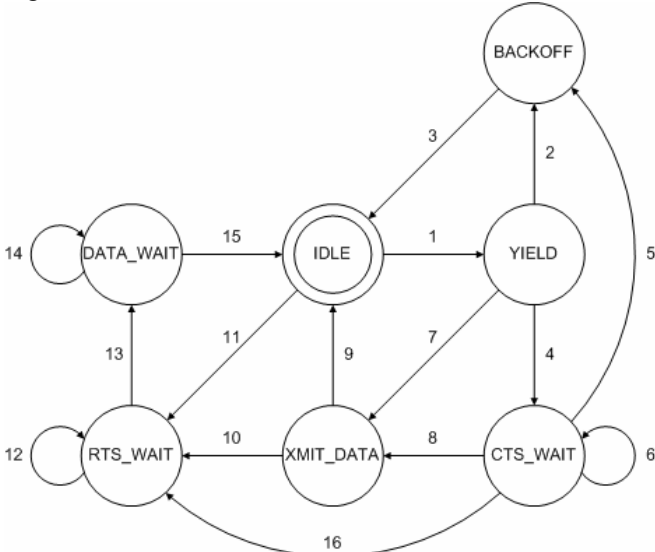 BACKOFF
3
2
14
DATA_WAIT
15
IDLE
1
YIELD
5
13
11
9
7
4
12
RTS_WAIT
10
XMIT_DATA
8
CTS_WAIT
6
16